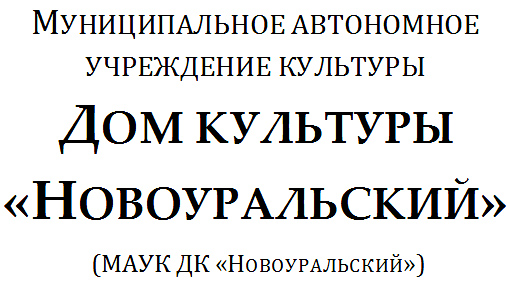 Муниципальное автономное
учреждение культуры
Дом культуры
«Новоуральский»
(МАУК ДК «Новоуральский»)